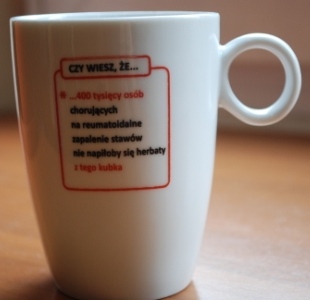 CZY WIESZ, ŻE...
...400 tysięcy osób
chorujących
na reumatoidalne
zapalenie stawów
nie napiłoby się herbaty
z tego kubka